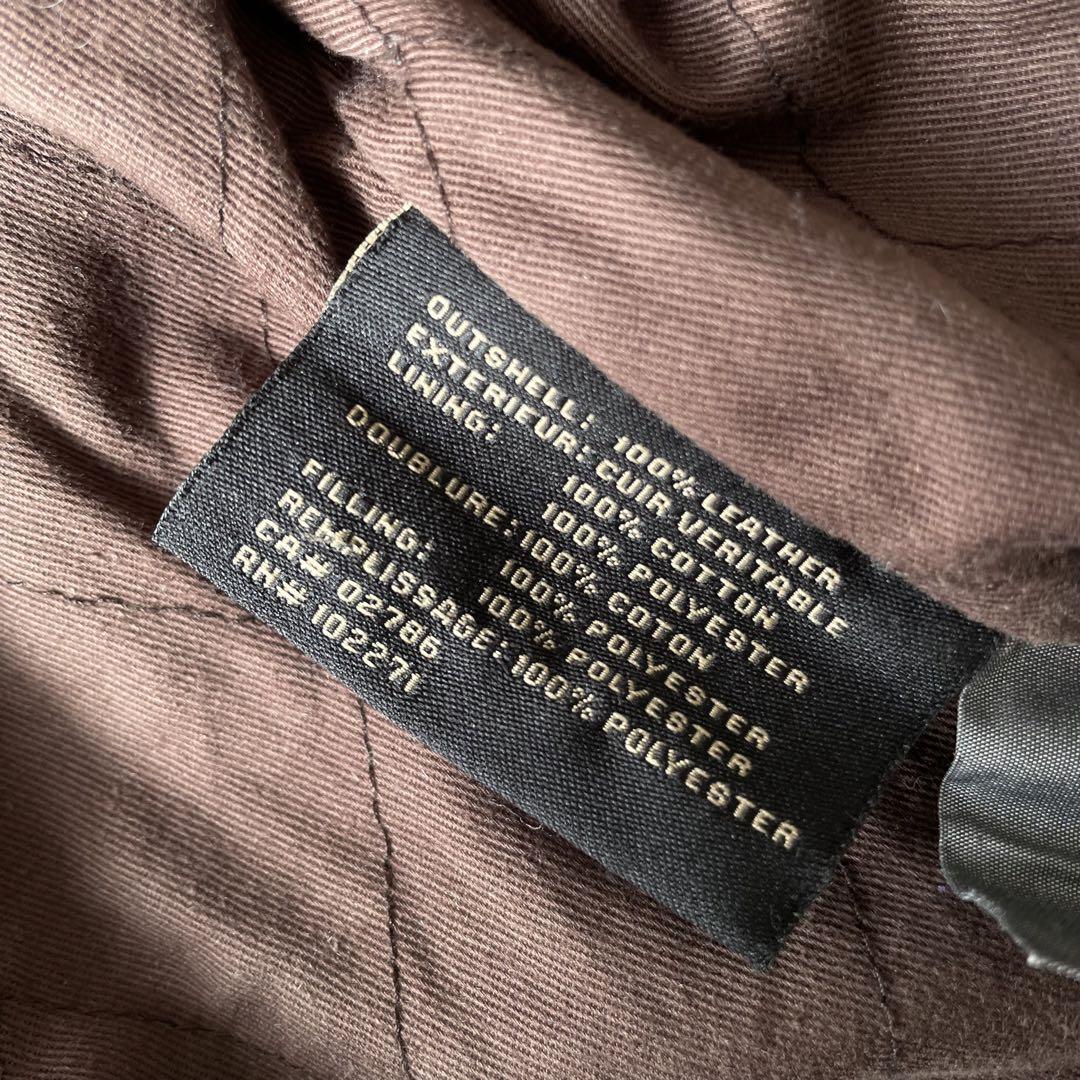 OUTSHELL: 100% LEATHER
EXTERIEUR: CUIR VERITABLE
LINING: 100% COTTON
100% POLYESTER
DOUBLURE: 100% COTON
100% POLYESTER
FILLING: 100% POLYESTER
REMPLISSAGE: 100% POLYESTER
CA# 02786
RN# 102271